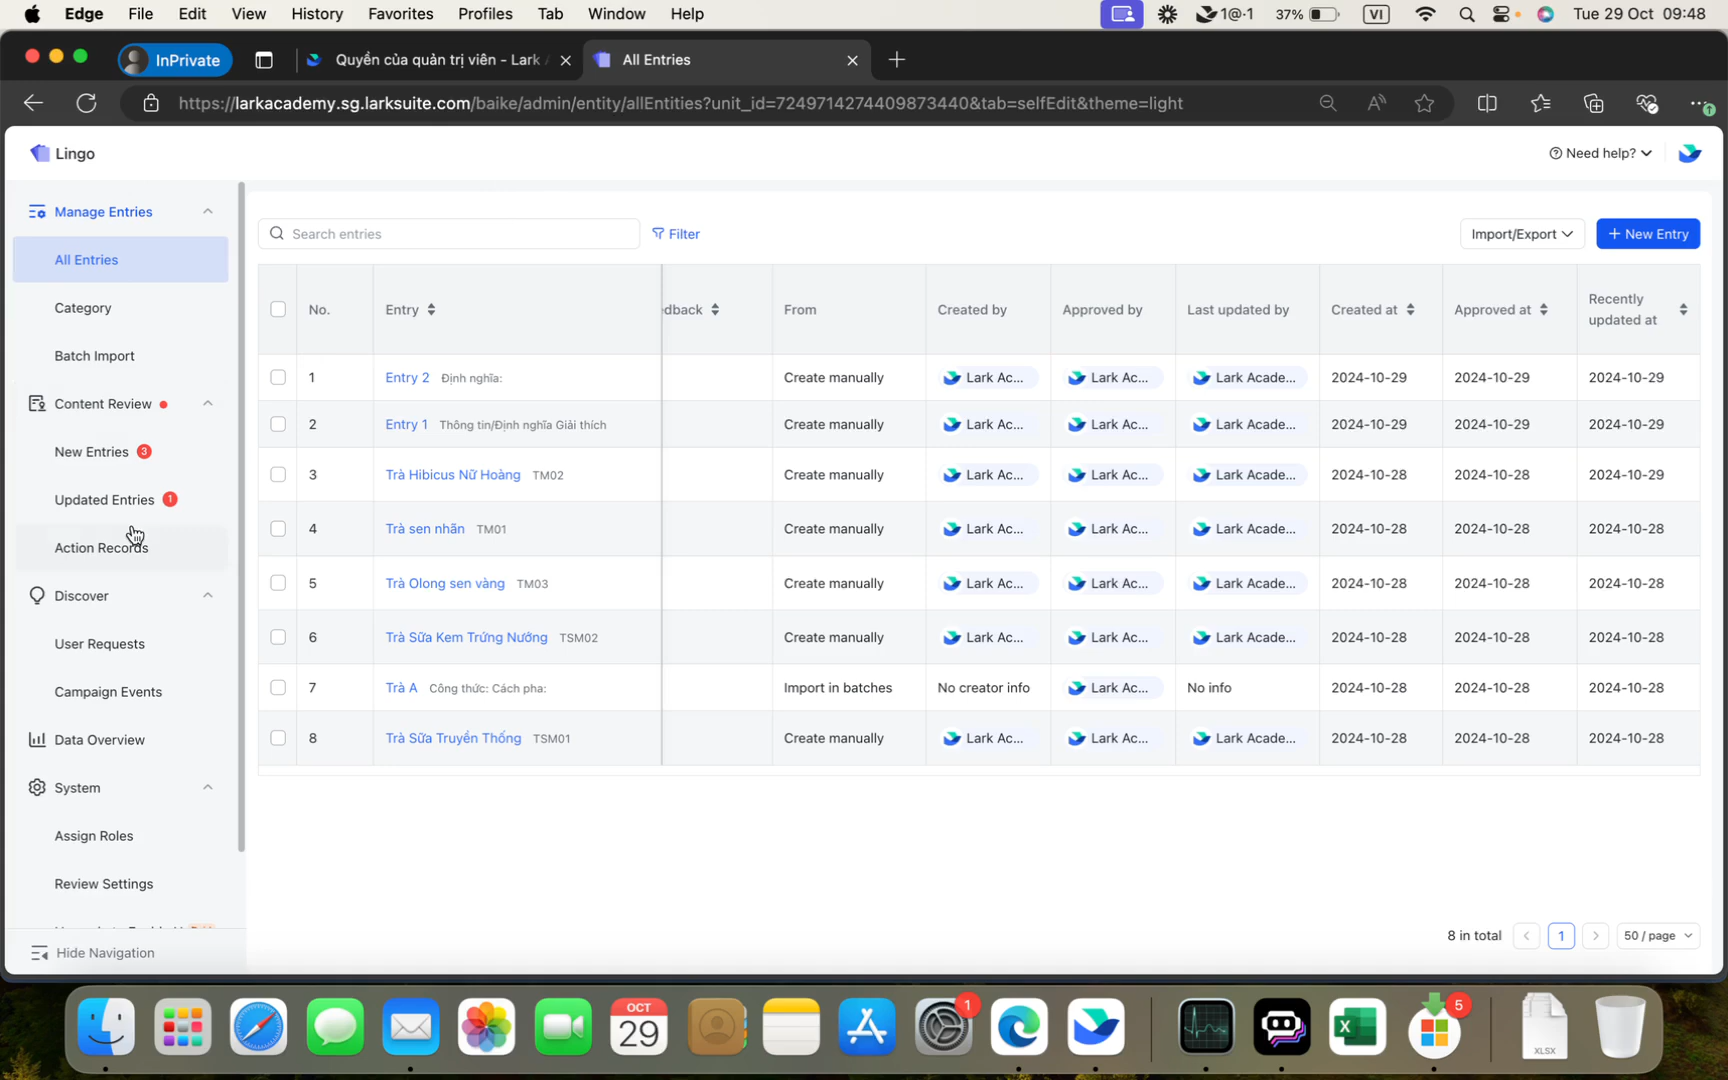 Edge File Edit View History Favorites Profiles Tab Window Help 1@·1 37% VI Tue 29 Oct 09:48
InPrivate Quyền của quản trị viên - Lark All Entries
https://larkacademy.sg.larksuite.com/baike/admin/entity/allEntities?unit_id=7249714274409873440&tab=selfEdit&theme=light
Lingo Need help?
Manage Entries
All Entries
Category
Batch Import
Content Review
New Entries 3
Updated Entries 1
Action Records
Discover
User Requests
Campaign Events
Data Overview
System
Assign Roles
Review Settings
Hide Navigation
Search entries Filter Import/Export + New Entry
No. Entry dback From Created by Approved by Last updated by Created at Approved at Recently
updated at
1 Entry 2 Định nghĩa: Create manually Lark Ac... Lark Ac... Lark Acade... 2024-10-29 2024-10-29 2024-10-29
2 Entry 1 Thông tin/Định nghĩa Giải thích Create manually Lark Ac... Lark Ac... Lark Acade... 2024-10-29 2024-10-29 2024-10-29
3 Trà Hibicus Nữ Hoàng TM02 Create manually Lark Ac... Lark Ac... Lark Acade... 2024-10-28 2024-10-28 2024-10-29
4 Trà sen nhãn TM01 Create manually Lark Ac... Lark Ac... Lark Acade... 2024-10-28 2024-10-28 2024-10-28
5 Trà Olong sen vàng TM03 Create manually Lark Ac... Lark Ac... Lark Acade... 2024-10-28 2024-10-28 2024-10-28
6 Trà Sữa Kem Trứng Nướng TSM02 Create manually Lark Ac... Lark Ac... Lark Acade... 2024-10-28 2024-10-28 2024-10-28
7 Trà A Công thức: Cách pha: Import in batches No creator info Lark Ac... No info 2024-10-28 2024-10-28 2024-10-28
8 Trà Sữa Truyền Thống TSM01 Create manually Lark Ac... Lark Ac... Lark Acade... 2024-10-28 2024-10-28 2024-10-28
8 in total 1 50 / page
OCT
29
1
5
XLSX